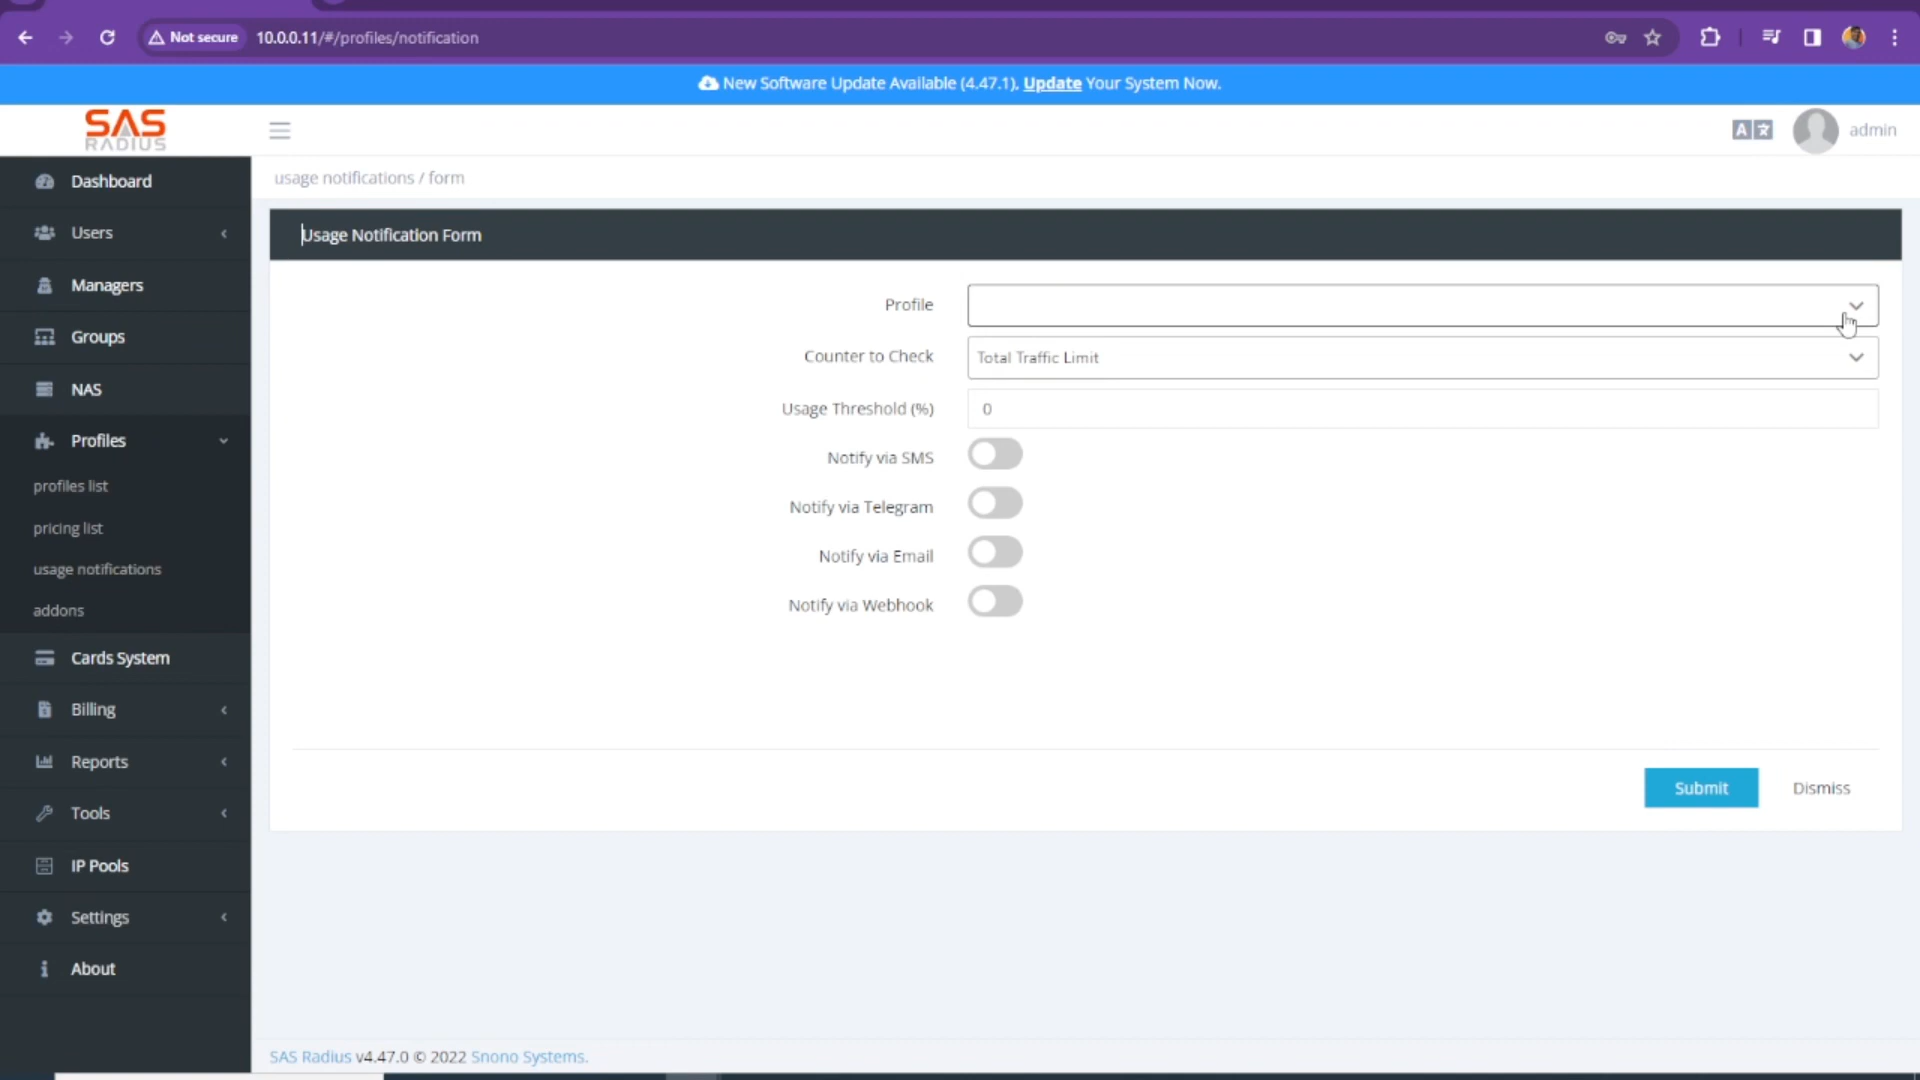 Not secure 10.0.0.11/#/profiles/notification
New Software Update Available (4.47.1), Update Your System Now.
SAS
RADIUS
admin
usage notifications / form
Dashboard
Users
Managers
Groups
NAS
Profiles
profiles list
pricing list
usage notifications
addons
Cards System
Billing
Reports
Tools
IP Pools
Settings
About
Usage Notification Form
Profile
Counter to Check Total Traffic Limit
Usage Threshold (%) 0
Notify via SMS
Notify via Telegram
Notify via Email
Notify via Webhook
Submit Dismiss
SAS Radius v4.47.0 © 2022 Snono Systems.